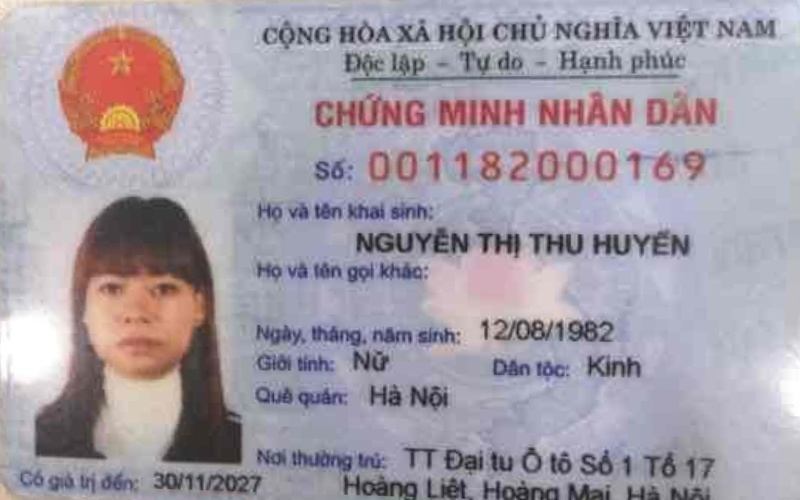 CỘNG HÒA XÃ HỘI CHỦ NGHĨA VIỆT NAM
Độc lập - Tự do - Hạnh phúc
CHỨNG MINH NHÂN DÂN
Số: 001182000169
Họ và tên khai sinh:
NGUYỄN THỊ THU HUYỀN
Họ và tên gọi khác:
Ngày, tháng, năm sinh: 12/08/1982
Giới tính: Nữ Dân tộc: Kinh
Quê quán: Hà Nội
Nơi thường trú: TT Đại tu Ô tô Số 1 Tổ 17
Hoàng Liệt, Hoàng Mai, Hà Nội
Có giá trị đến: 30/11/2027